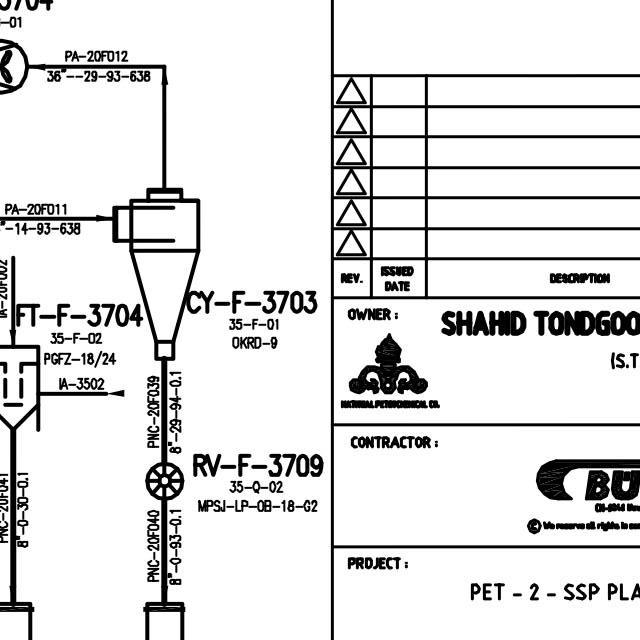 3704
-01
PA-20F012
36"--29-93-638
PA-20F011
"-14-93-638
IA-20F002
FT-F-3704
35-F-02
PGFZ-18/24
IA-3502
CY-F-3703
35-F-01
OKRD-9
PNC-20F039
8"-29-94-0.1
RV-F-3709
35-Q-02
MPSJ-LP-OB-18-G2
PNC-20F041
8"-0-30-0.1
PNC-20F040
8"-0-93-0.1
REV.
ISSUED
DATE
DESCRIPTION
OWNER :
SHAHID TONDGOO
(S.T
NATIONAL PETROCHEMICAL CO.
CONTRACTOR :
BÜ
We reserve all rights in
PROJECT :
PET - 2 - SSP PLA